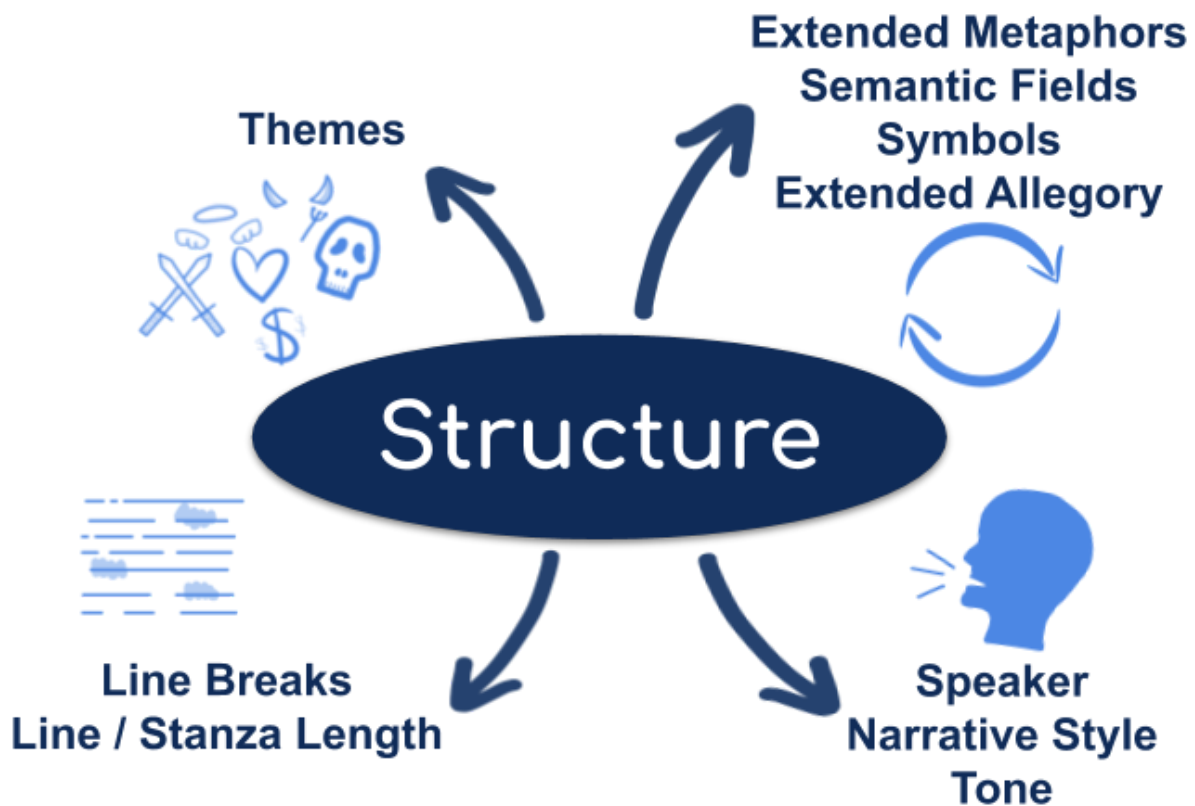 Extended Metaphors
Semantic Fields
Symbols
Extended Allegory
Themes
Structure
Line Breaks
Line / Stanza Length
Speaker
Narrative Style
Tone